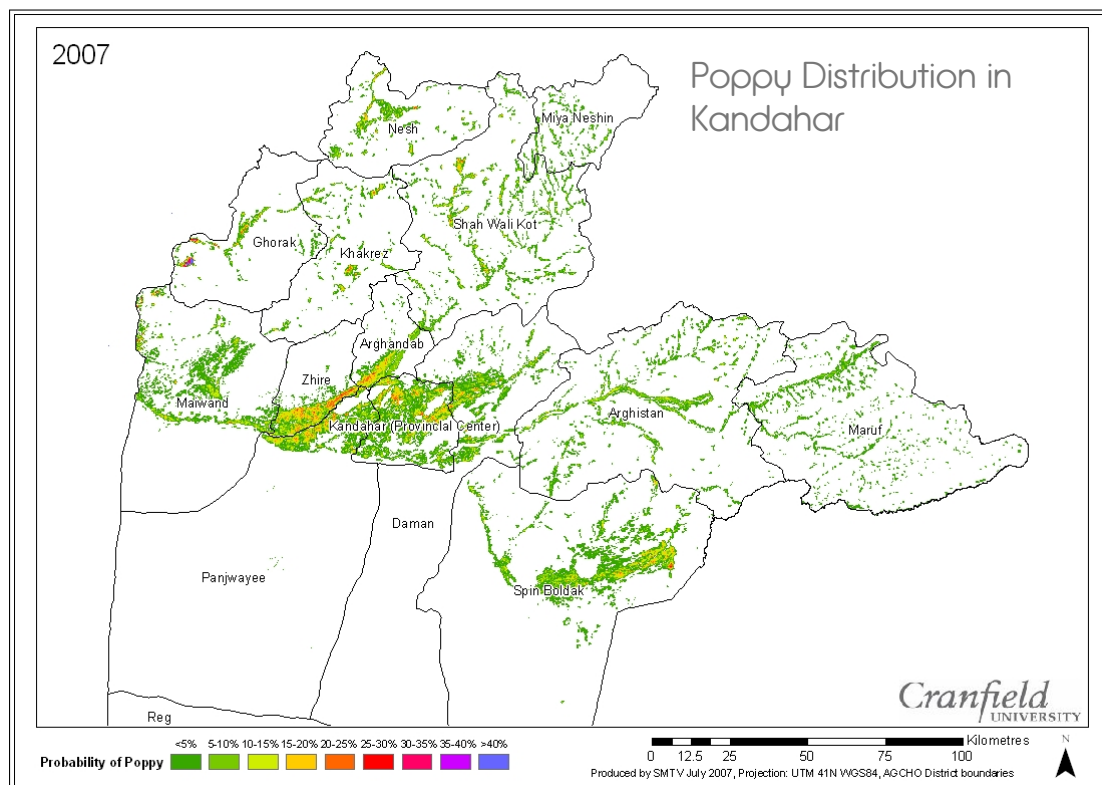 2007
Poppy Distribution in
Kandahar
Nesh
Miya Neshin
Shah Wali Kot
Ghorak
Khakrez
Arghandab
Zhire
Maiwand
Kandahar (Provincial Center)
Arghistan
Maruf
Daman
Panjwayee
Spin Boldak
Reg
Cranfield
UNIVERSITY
<5% 5-10% 10-15% 15-20% 20-25% 25-30% 30-35% 35-40% >40%
Probability of Poppy
Kilometres
0 12.5 25 50 75 100
N
Produced by SMTV July 2007, Projection: UTM 41N WGS84, AGCHO District boundaries